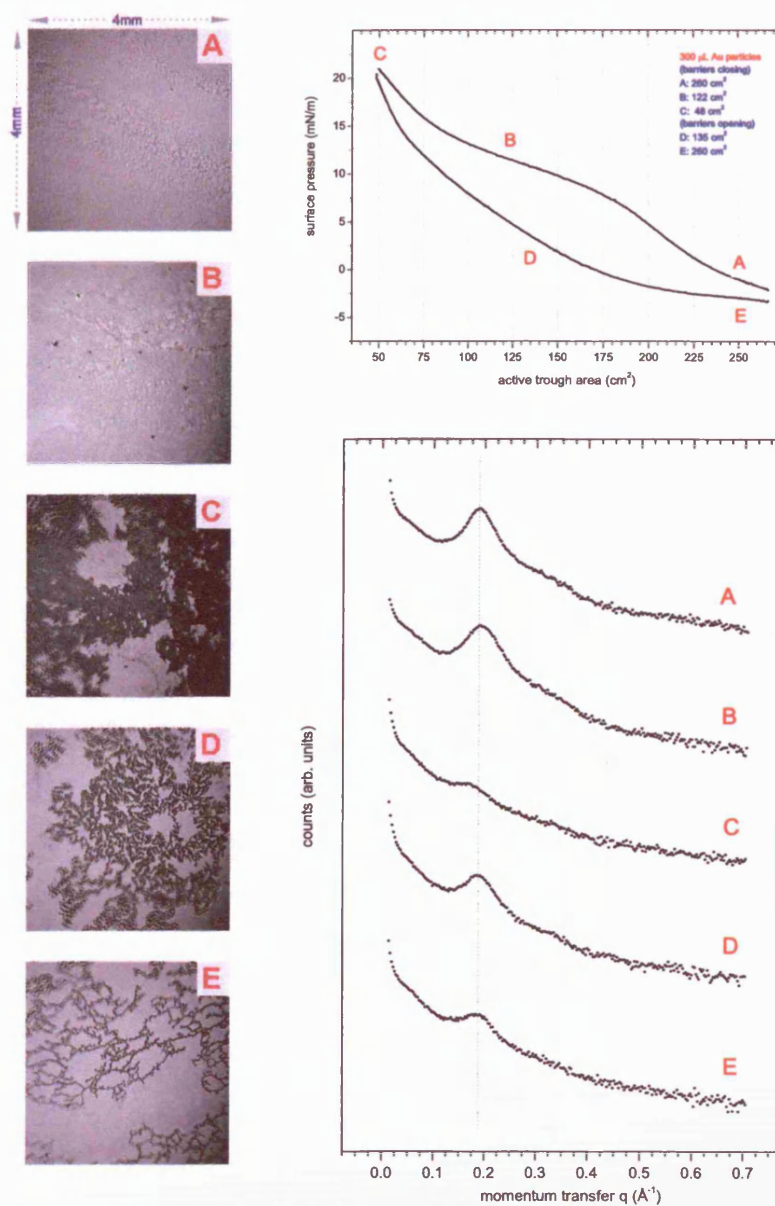 4mm
4mm
A
B
C
D
E
surface pressure (mN/m)
20
15
10
5
0
-5
50
75
100
125
150
175
200
225
250
active trough area (cm²)
C
B
A
D
E
300 µL Au particles
(barriers closing)
A: 260 cm²
B: 122 cm²
C: 48 cm²
(barriers opening)
D: 135 cm²
E: 260 cm²
counts (arb. units)
A
B
C
D
E
0.0
0.1
0.2
0.3
0.4
0.5
0.6
0.7
momentum transfer q (Å⁻¹)